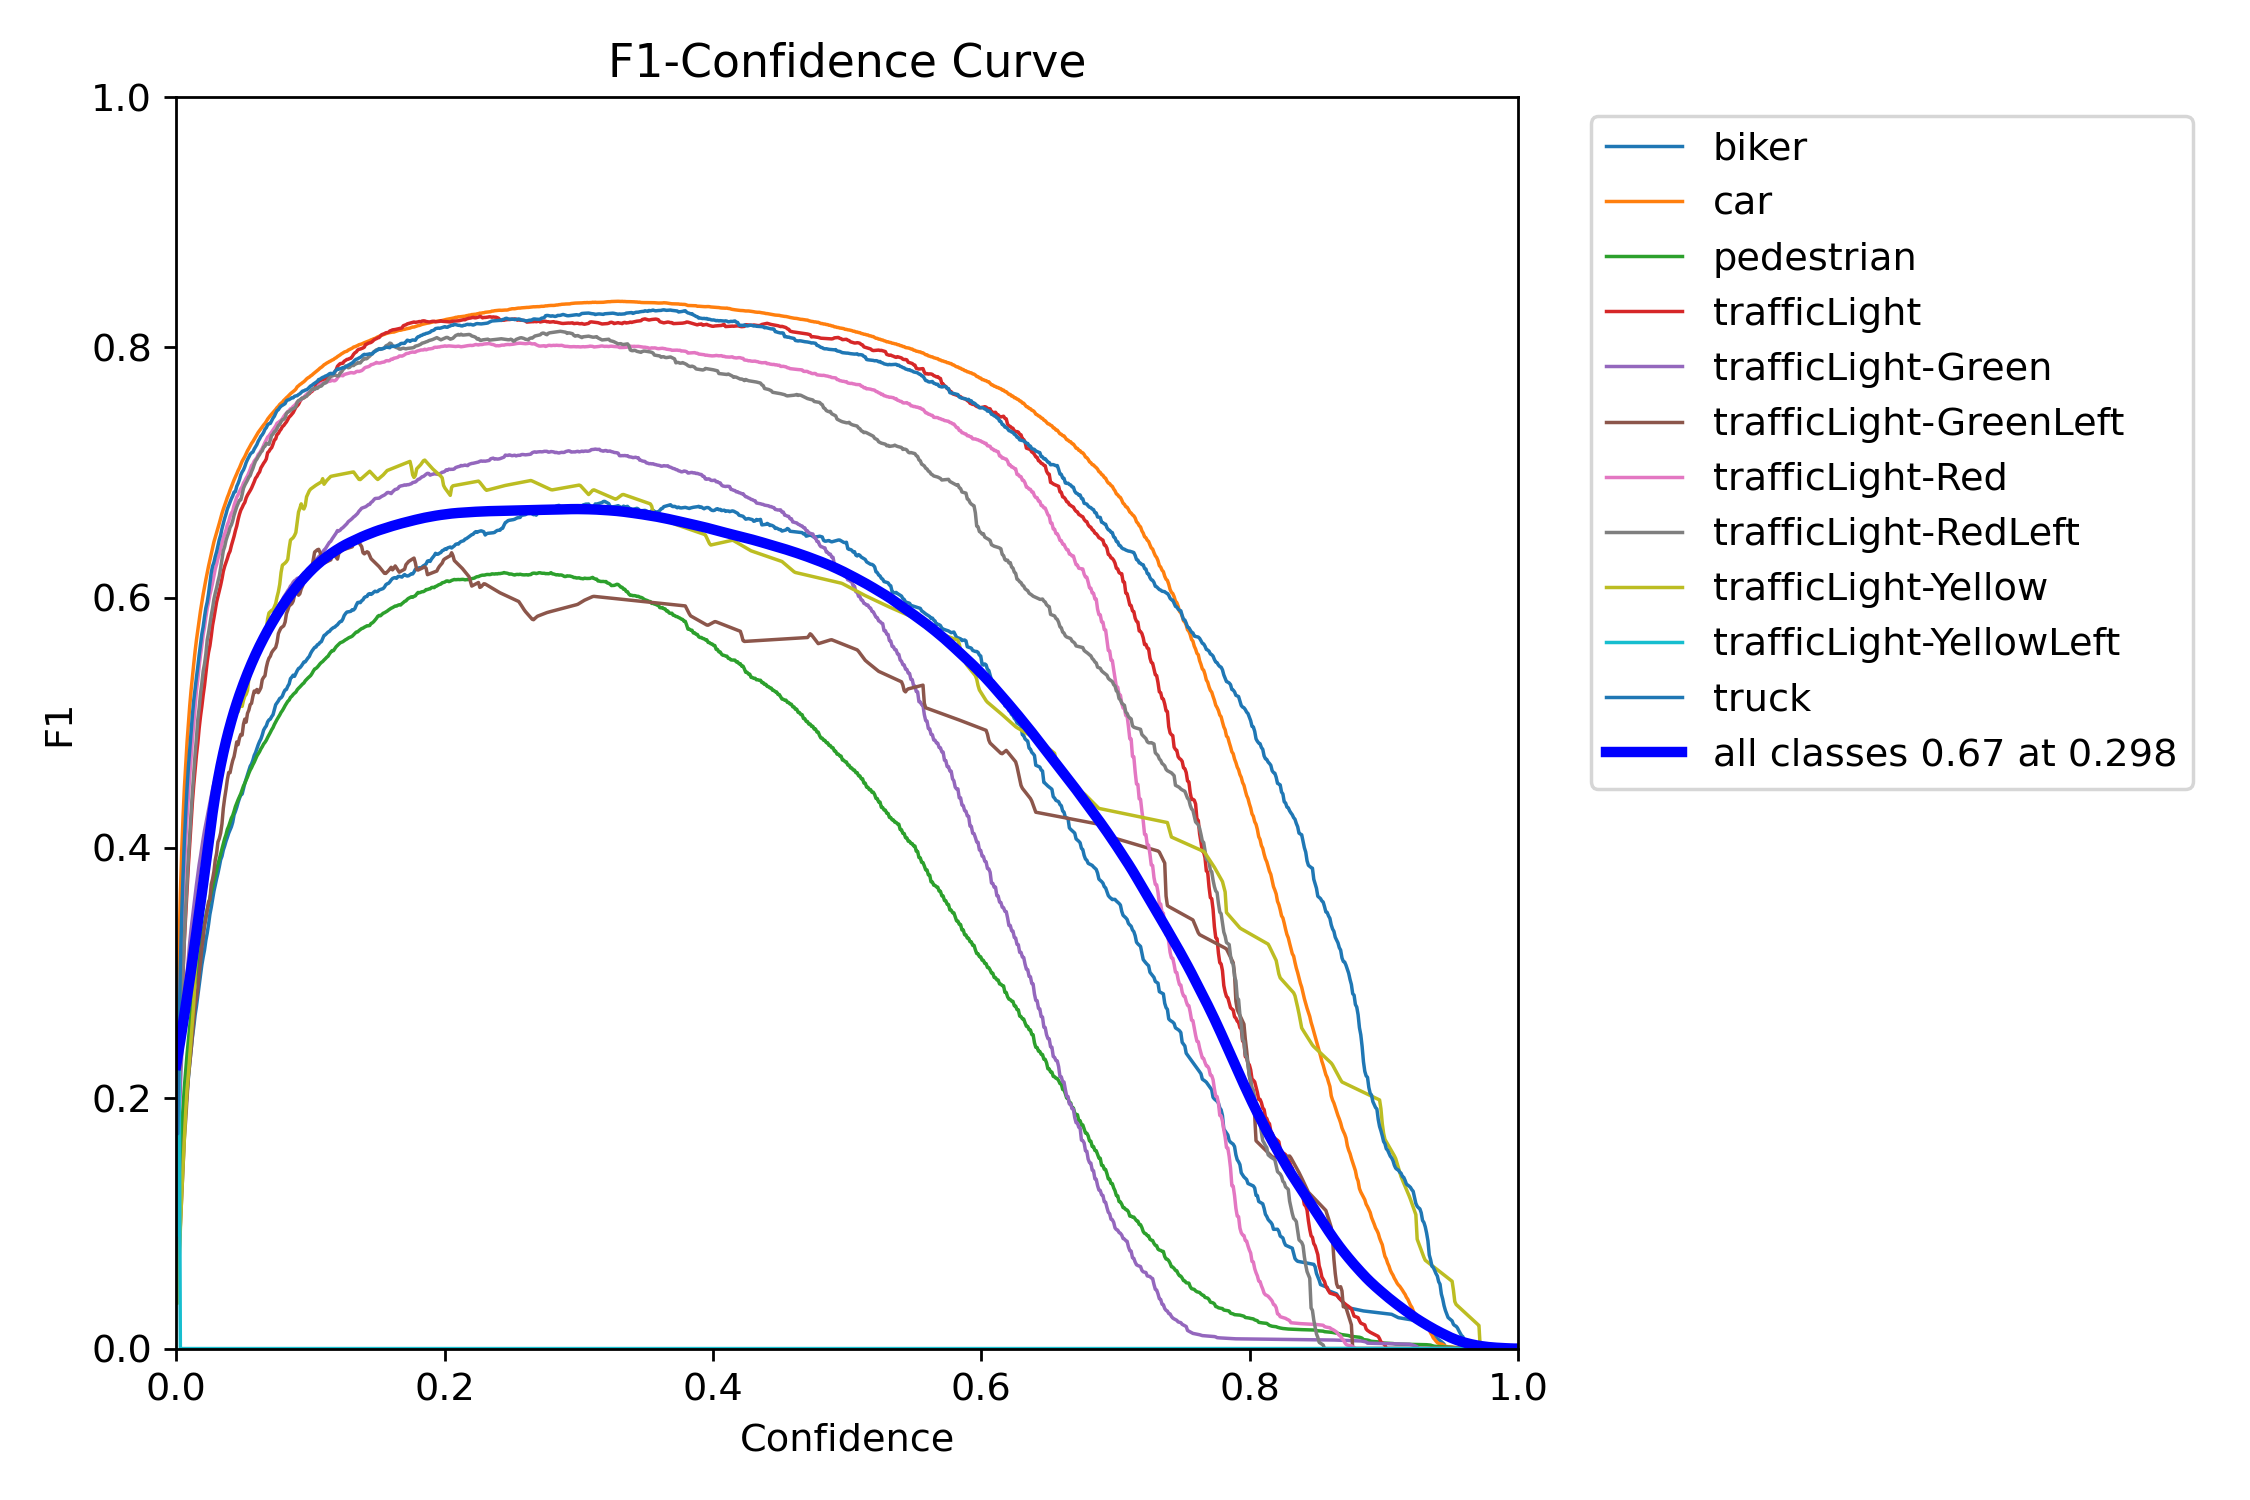 F1-Confidence Curve
1.0
0.8
0.6
0.4
0.2
0.0
F1
0.0 0.2 0.4 0.6 0.8 1.0
Confidence
biker
car
pedestrian
trafficLight
trafficLight-Green
trafficLight-GreenLeft
trafficLight-Red
trafficLight-RedLeft
trafficLight-Yellow
trafficLight-YellowLeft
truck
all classes 0.67 at 0.298